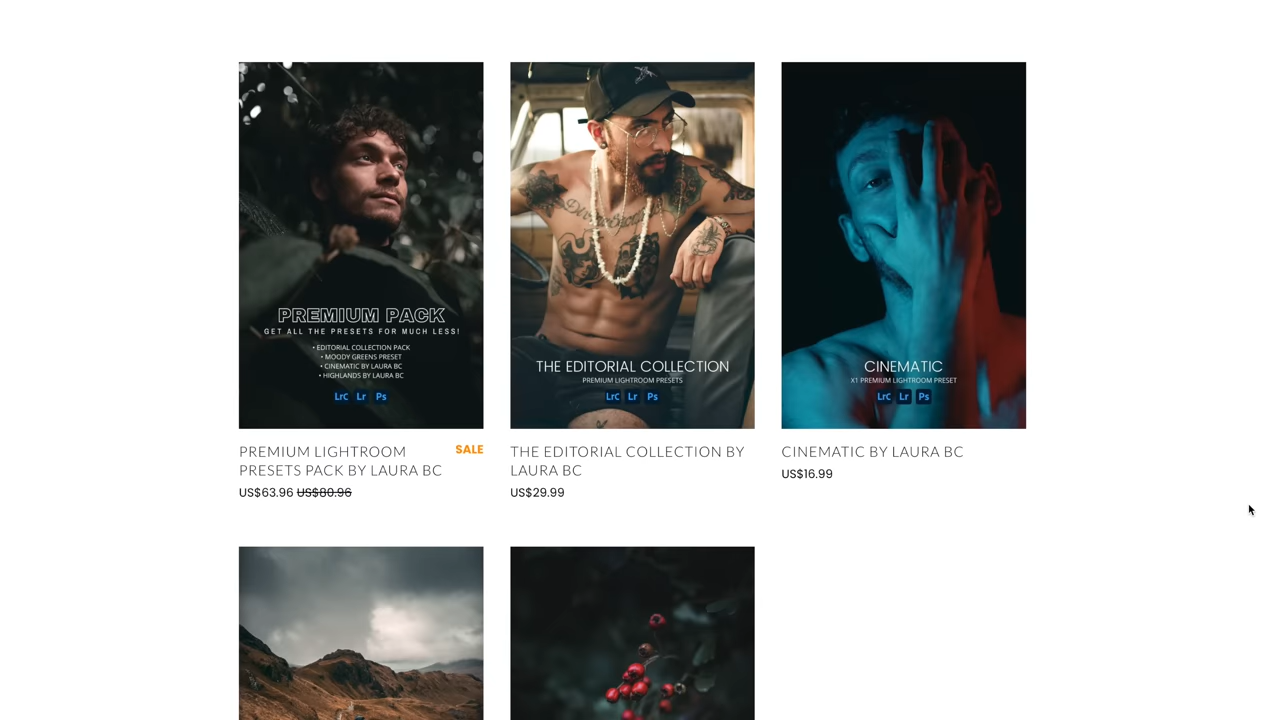 PREMIUM PACK
GET ALL THE PRESETS FOR MUCH LESS!
• EDITORIAL COLLECTION PACK
• MOODY GREENS PRESET
• CINEMATIC BY LAURA BC
• HIGHLANDS BY LAURA BC
LrC Lr Ps
THE EDITORIAL COLLECTION
PREMIUM LIGHTROOM PRESETS
LrC Lr Ps
CINEMATIC
X1 PREMIUM LIGHTROOM PRESET
LrC Lr Ps
PREMIUM LIGHTROOM
PRESETS PACK BY LAURA BC
SALE
US$63.96 US$80.96
THE EDITORIAL COLLECTION BY
LAURA BC
US$29.99
CINEMATIC BY LAURA BC
US$16.99